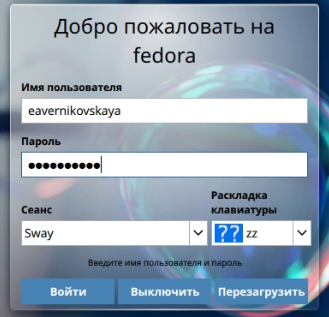 Добро пожаловать на
fedora
Имя пользователя
eavernikovskaya
Пароль
●●●●●●●●●●
Сеанс
Раскладка
клавиатуры
Sway
?? zz
Введите имя пользователя и пароль
Войти
Выключить
Перезагрузить